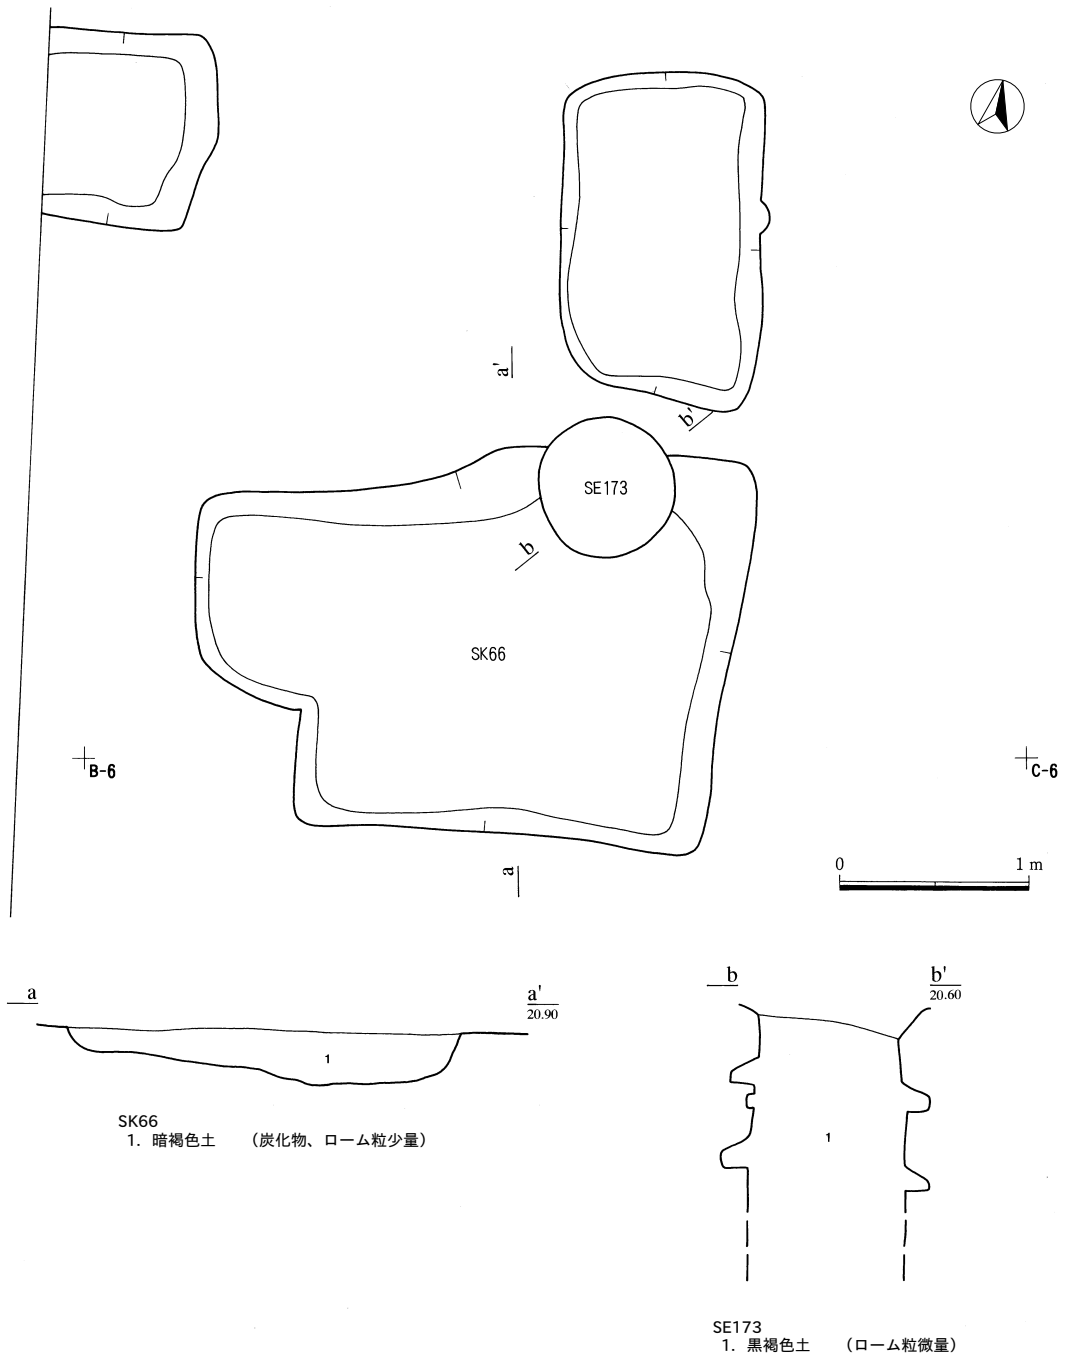 a'
b'
SE173
b
SK66
B-6
C-6
a
0 1 m
a
a'
20.90
1
SK66
1. 暗褐色土 (炭化物、ローム粒少量)
b
b'
20.60
1
SE173
1. 黒褐色土 (ローム粒微量)